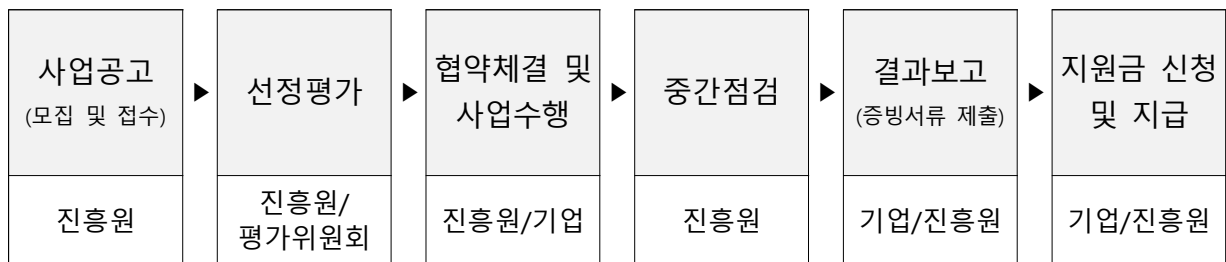 사업공고
(모집 및 접수)
▶
선정평가
▶
협약체결 및
사업수행
▶
중간점검
▶
결과보고
(증빙서류 제출)
▶
지원금 신청
및 지급
진흥원
진흥원/
평가위원회
진흥원/기업
진흥원
기업/진흥원
기업/진흥원